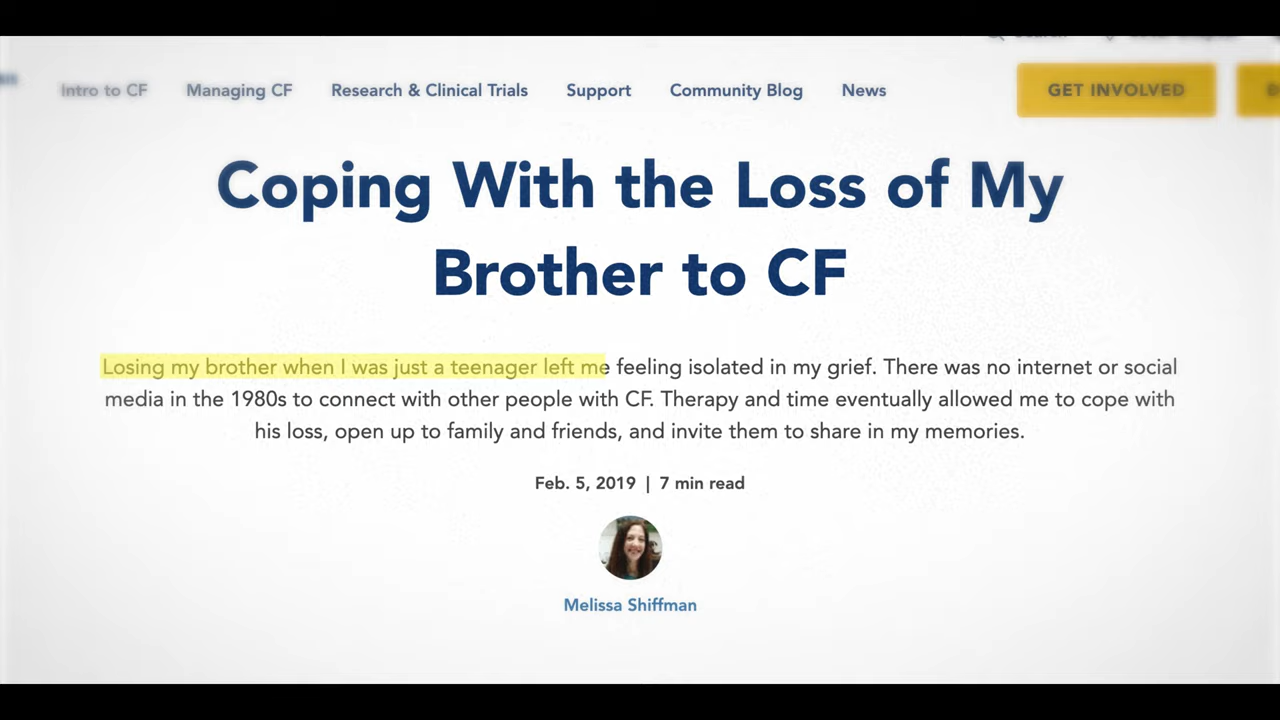 Intro to CF Managing CF Research & Clinical Trials Support Community Blog News GET INVOLVED
Coping With the Loss of My
Brother to CF
Losing my brother when I was just a teenager left me feeling isolated in my grief. There was no internet or social
media in the 1980s to connect with other people with CF. Therapy and time eventually allowed me to cope with
his loss, open up to family and friends, and invite them to share in my memories.
Feb. 5, 2019 | 7 min read
Melissa Shiffman